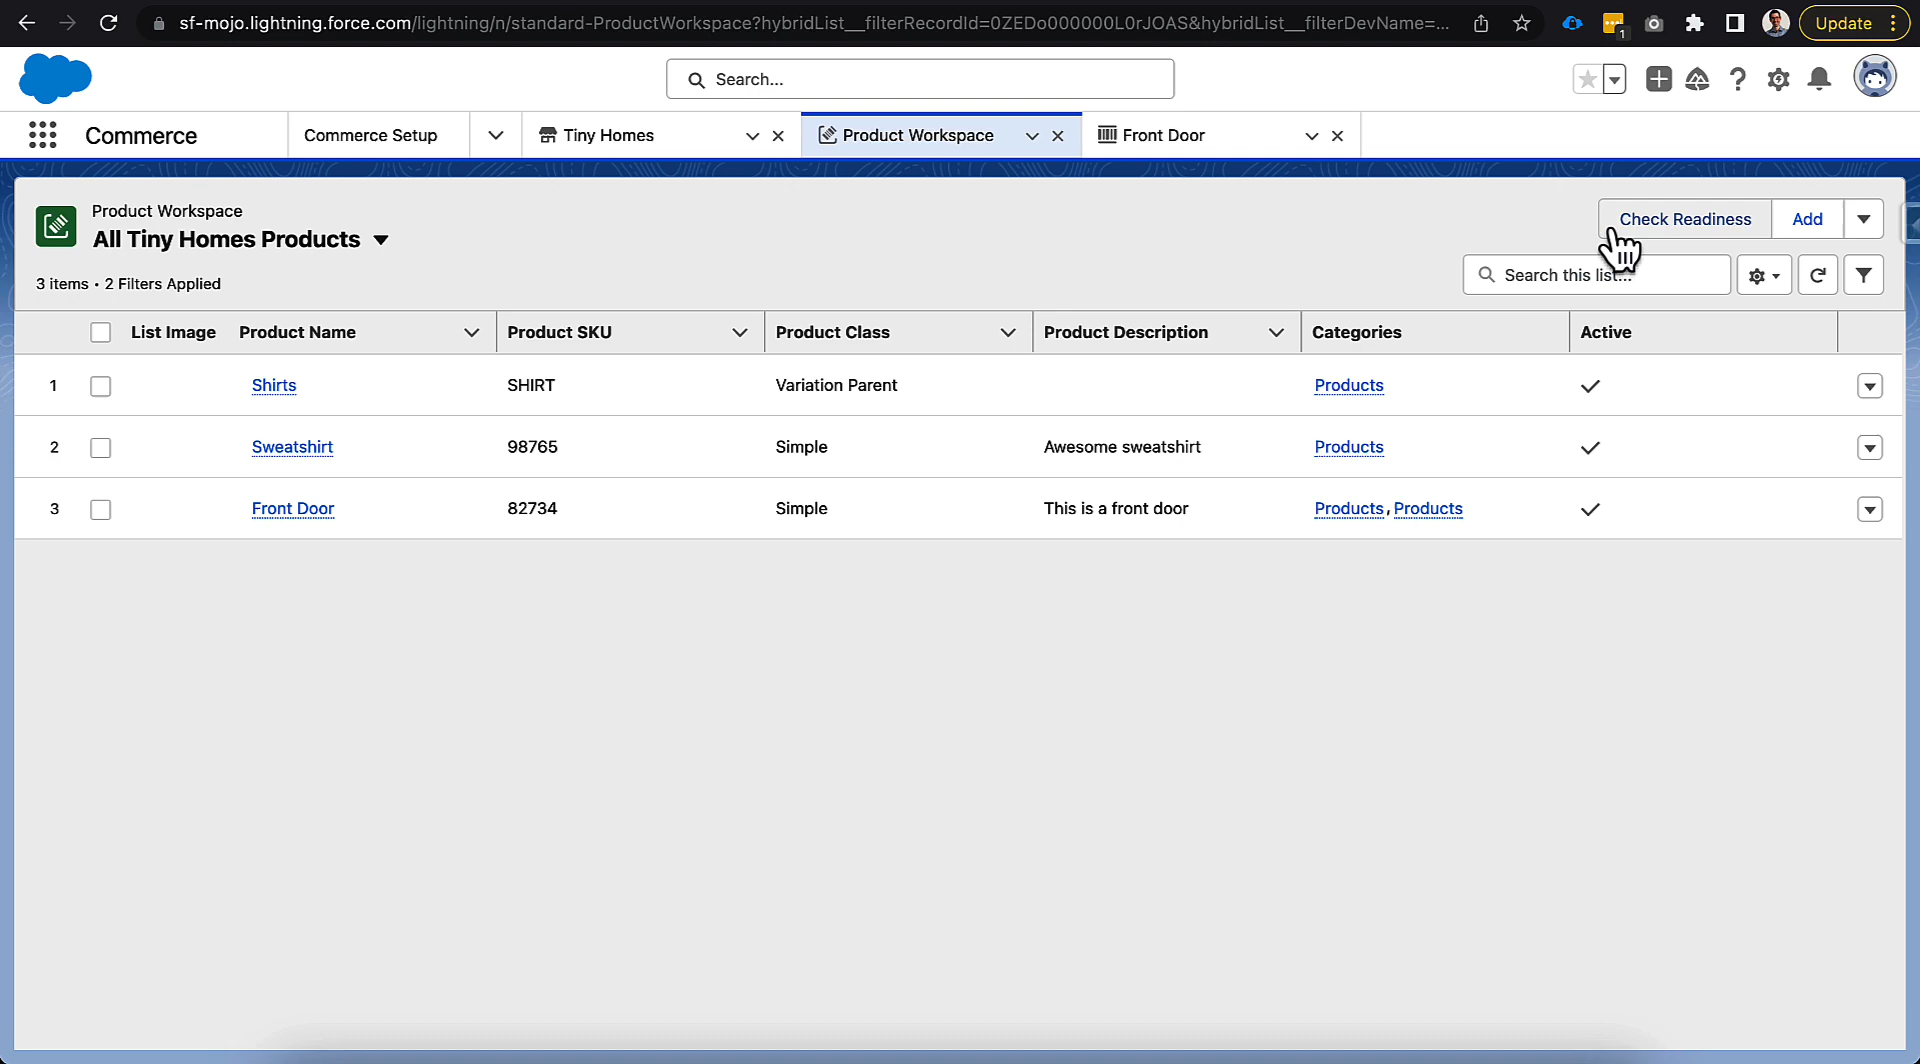 sf-mojo.lightning.force.com/lightning/n/standard-ProductWorkspace?hybridList__filterRecordId=0ZEDo000000L0rJOAS&hybridList__filterDevName=...
1
Update
Search...
Commerce
Commerce Setup
Tiny Homes
Product Workspace
Front Door
Product Workspace
All Tiny Homes Products
Check Readiness
Add
3 items • 2 Filters Applied
Search this list...
List Image Product Name Product SKU Product Class Product Description Categories Active
1 Shirts SHIRT Variation Parent Products
2 Sweatshirt 98765 Simple Awesome sweatshirt Products
3 Front Door 82734 Simple This is a front door Products, Products